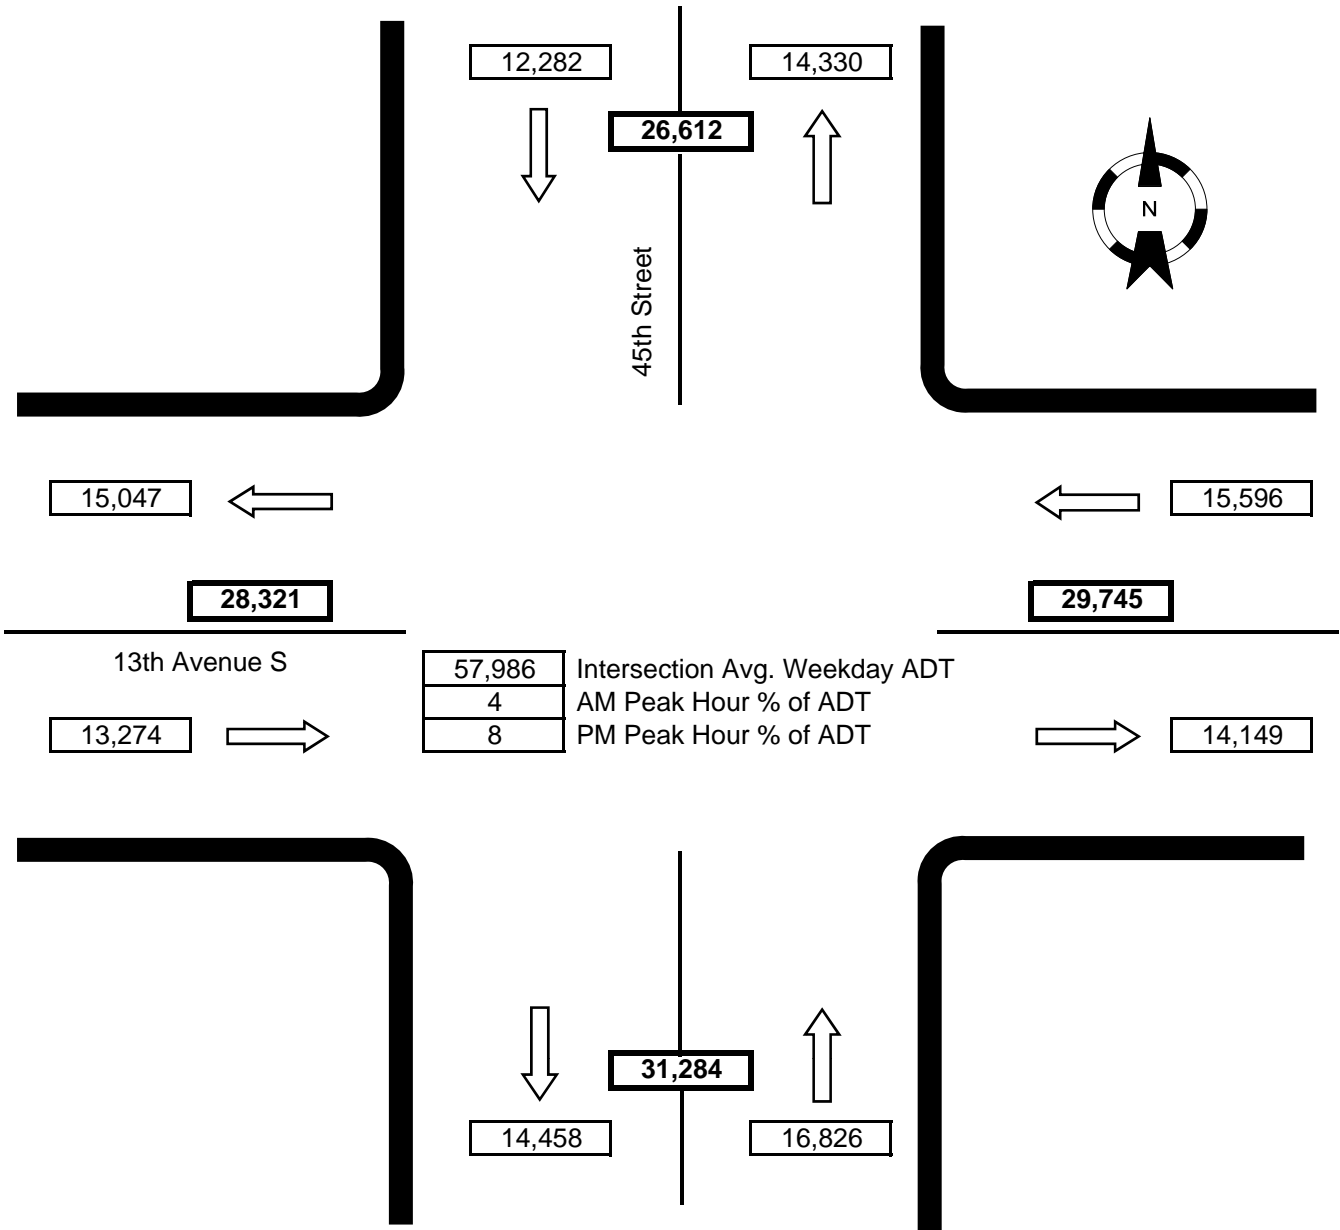 12,282
14,330
26,612
N
45th Street
15,047
15,596
28,321
29,745
13th Avenue S
57,986 Intersection Avg. Weekday ADT
4 AM Peak Hour % of ADT
8 PM Peak Hour % of ADT
13,274
14,149
31,284
14,458
16,826